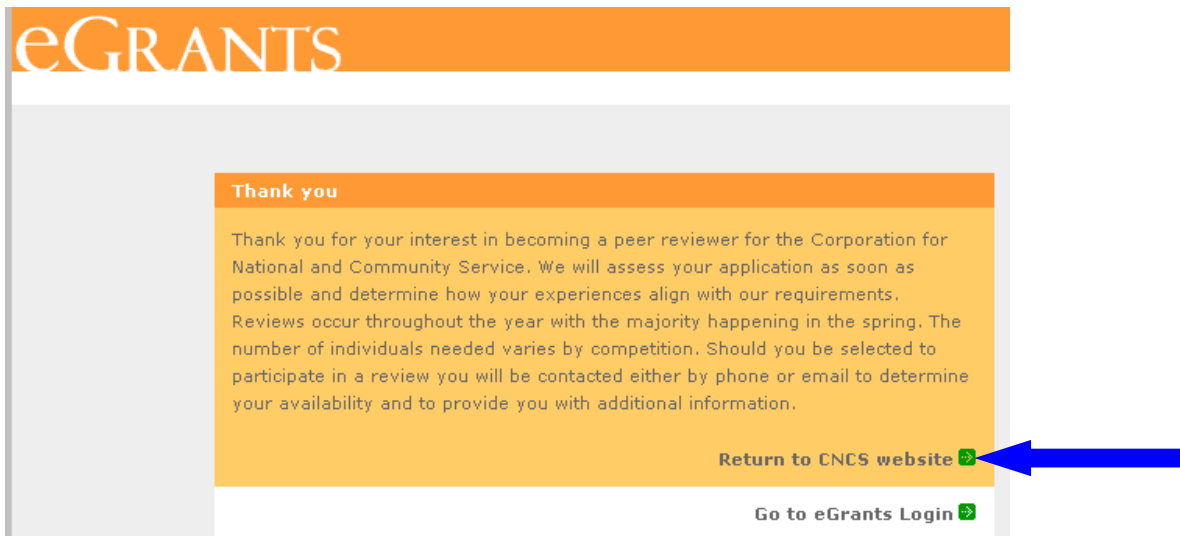 eGRANTS
Thank you
Thank you for your interest in becoming a peer reviewer for the Corporation for
National and Community Service. We will assess your application as soon as
possible and determine how your experiences align with our requirements.
Reviews occur throughout the year with the majority happening in the spring. The
number of individuals needed varies by competition. Should you be selected to
participate in a review you will be contacted either by phone or email to determine
your availability and to provide you with additional information.
Return to CNCS website
Go to eGrants Login